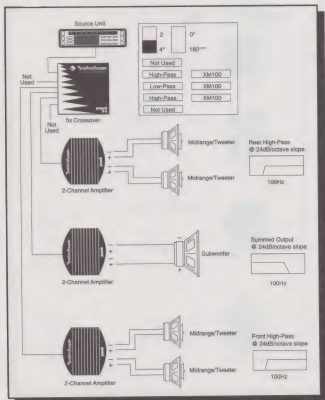 Source Unit
2 0°
4* 180°***
Not Used
High-Pass XM100
Low-Pass XM100
High-Pass XM100
Not Used
Not
Used
5x Crossover
Not
Used
Midrange/Tweeter
Rear High-Pass
@ 24dB/octave slope
Midrange/Tweeter
100Hz
2-Channel Amplifier
Subwoofer
Summed Output
@ 24dB/octave slope
100Hz
2-Channel Amplifier
Midrange/Tweeter
Front High-Pass
@ 24dB/octave slope
Midrange/Tweeter
100Hz
2-Channel Amplifier